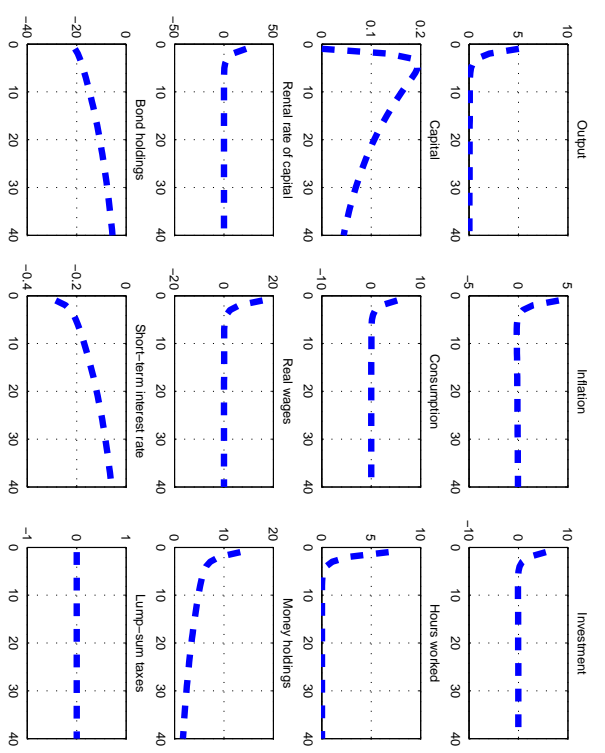 Output
10
5
0
0 10 20 30 40
Inflation
5
0
−5
0 10 20 30 40
Investment
10
0
−10
0 10 20 30 40
Capital
0.2
0.1
0
0 10 20 30 40
Consumption
10
0
−10
0 10 20 30 40
Hours worked
10
5
0
0 10 20 30 40
Rental rate of capital
50
0
−50
0 10 20 30 40
Real wages
20
0
−20
0 10 20 30 40
Money holdings
20
10
0
0 10 20 30 40
Bond holdings
0
−20
−40
0 10 20 30 40
Short−term interest rate
0
−0.2
−0.4
0 10 20 30 40
Lump−sum taxes
1
0
−1
0 10 20 30 40